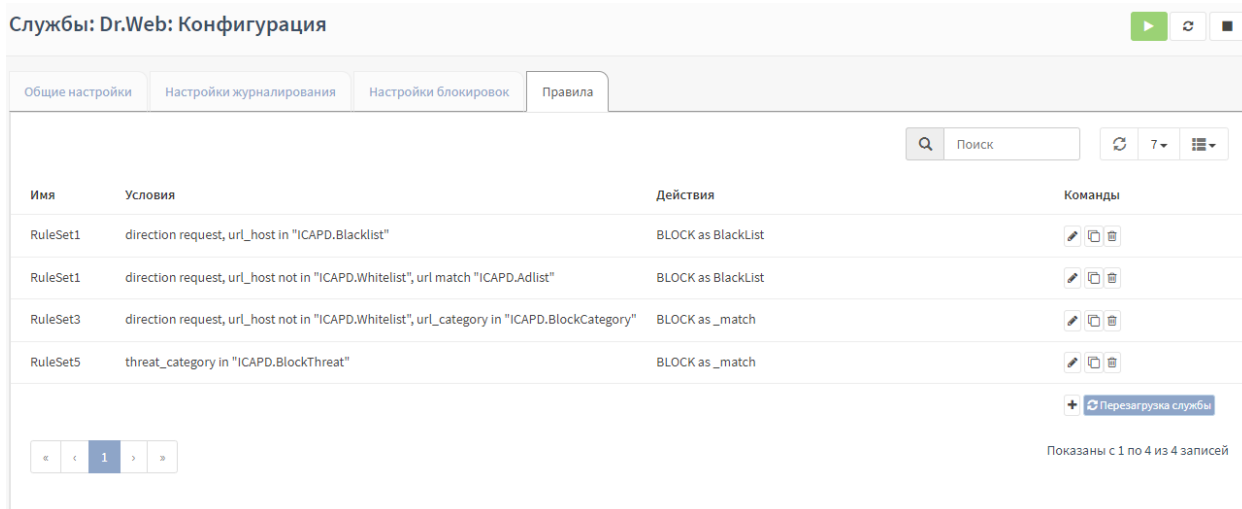 Службы: Dr.Web: Конфигурация
Общие настройки Настройки журналирования Настройки блокировок Правила
Поиск 7
Имя Условия Действия Команды
RuleSet1 direction request, url_host in "ICAPD.Blacklist" BLOCK as BlackList
RuleSet1 direction request, url_host not in "ICAPD.Whitelist", url match "ICAPD.Adlist" BLOCK as BlackList
RuleSet3 direction request, url_host not in "ICAPD.Whitelist", url_category in "ICAPD.BlockCategory" BLOCK as _match
RuleSet5 threat_category in "ICAPD.BlockThreat" BLOCK as _match
+ Перезагрузка службы
« ‹ 1 › » Показаны с 1 по 4 из 4 записей